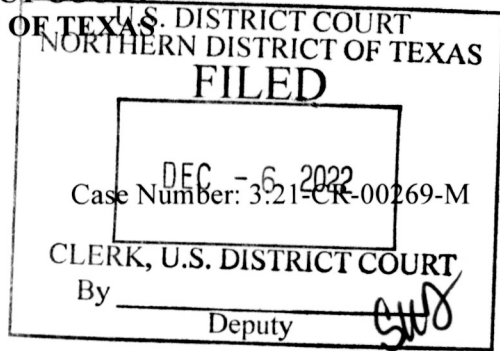 OF TEXAS
U.S. DISTRICT COURT
NORTHERN DISTRICT OF TEXAS
FILED
DEC - 6 2022
Case Number: 3:21-CR-00269-M
CLERK, U.S. DISTRICT COURT
By
Deputy